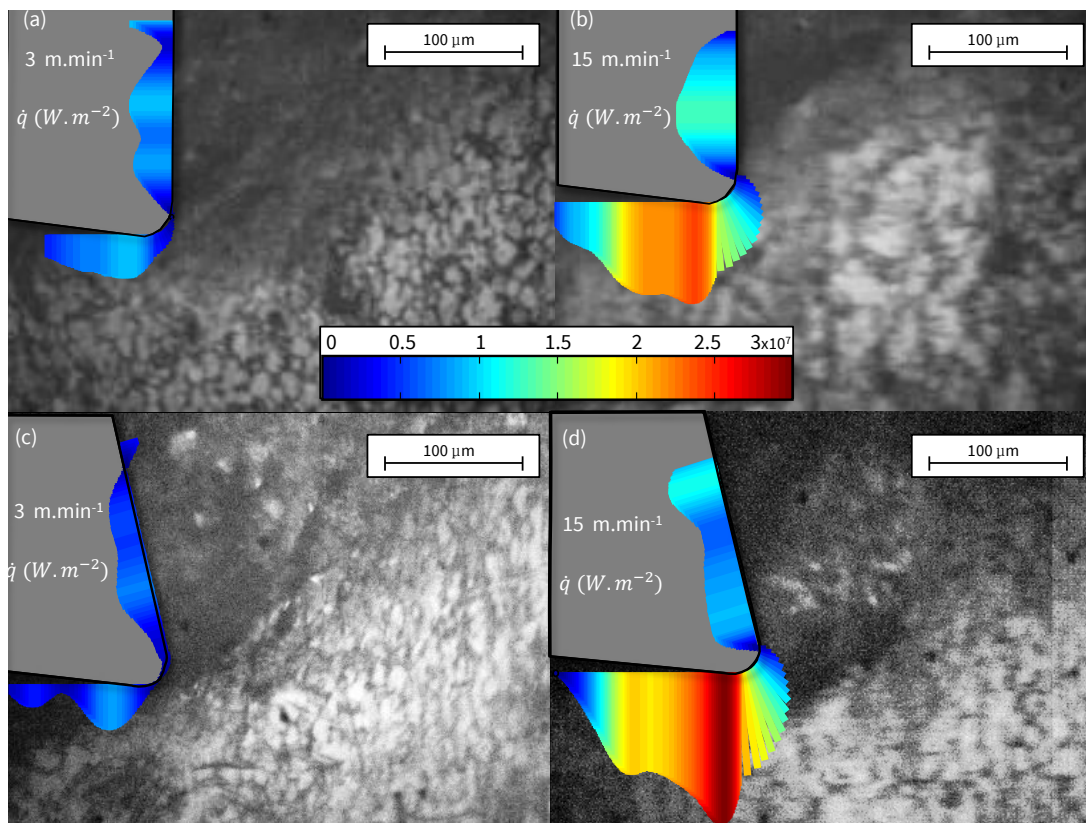 (a)
3 m.min⁻¹
q̇ (W.m⁻²)
100 µm
(b)
15 m.min⁻¹
q̇ (W.m⁻²)
100 µm
0 0.5 1 1.5 2 2.5 3x10⁷
(c)
3 m.min⁻¹
q̇ (W.m⁻²)
100 µm
(d)
15 m.min⁻¹
q̇ (W.m⁻²)
100 µm